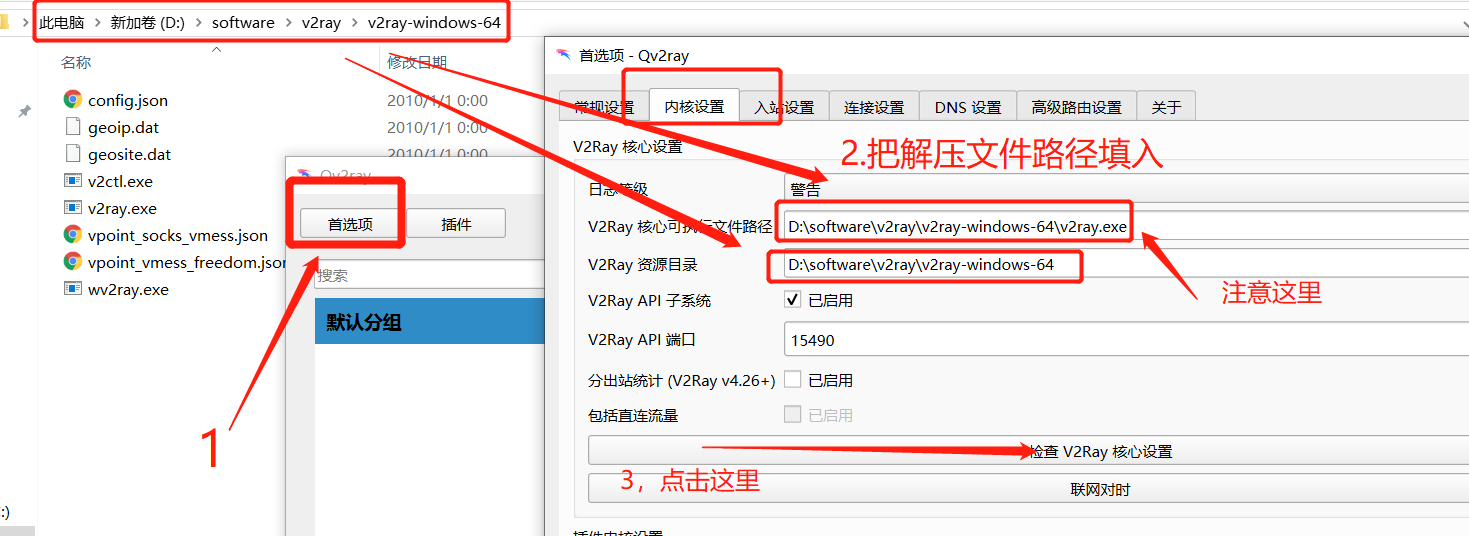 此电脑 > 新加卷 (D:) > software > v2ray > v2ray-windows-64
名称
修改日期
config.json
2010/1/1 0:00
geoip.dat
2010/1/1 0:00
geosite.dat
2010/1/1 0:00
v2ctl.exe
v2ray.exe
vpoint_socks_vmess.json
vpoint_vmess_freedom.json
wv2ray.exe
:)
Qv2ray
首选项
插件
搜索
默认分组
1
首选项 - Qv2ray
常规设置
内核设置
入站设置
连接设置
DNS 设置
高级路由设置
关于
V2Ray 核心设置
2.把解压文件路径填入
日志等级
警告
V2Ray 核心可执行文件路径
D:\software\v2ray\v2ray-windows-64\v2ray.exe
V2Ray 资源目录
D:\software\v2ray\v2ray-windows-64
注意这里
V2Ray API 子系统
已启用
V2Ray API 端口
15490
分出站统计 (V2Ray v4.26+)
已启用
包括直连流量
已启用
检查 V2Ray 核心设置
3，点击这里
联网对时
插件内核设置